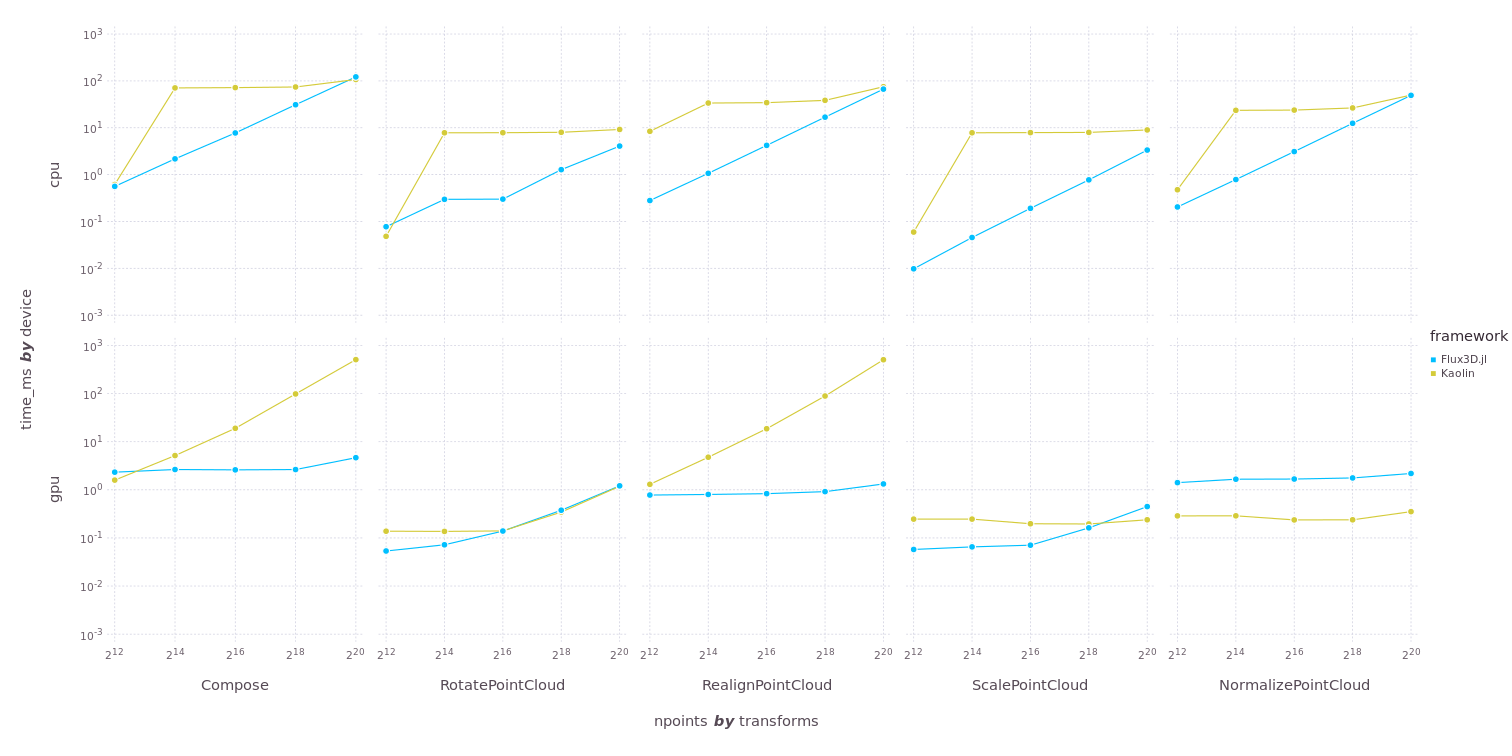 10³
10²
10¹
10⁰
10⁻¹
10⁻²
10⁻³
cpu
10³
10²
10¹
10⁰
10⁻¹
10⁻²
10⁻³
gpu
time_ms by device
2¹² 2¹⁴ 2¹⁶ 2¹⁸ 2²⁰ 2¹² 2¹⁴ 2¹⁶ 2¹⁸ 2²⁰ 2¹² 2¹⁴ 2¹⁶ 2¹⁸ 2²⁰ 2¹² 2¹⁴ 2¹⁶ 2¹⁸ 2²⁰ 2¹² 2¹⁴ 2¹⁶ 2¹⁸ 2²⁰
Compose RotatePointCloud RealignPointCloud ScalePointCloud NormalizePointCloud
npoints by transforms
framework
Flux3D.jl
Kaolin